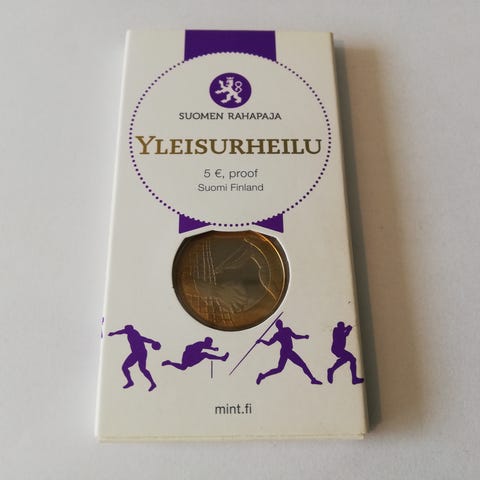 SUOMEN RAHAPAJA
YLEISURHEILU
5 €, proof
Suomi Finland
mint.fi